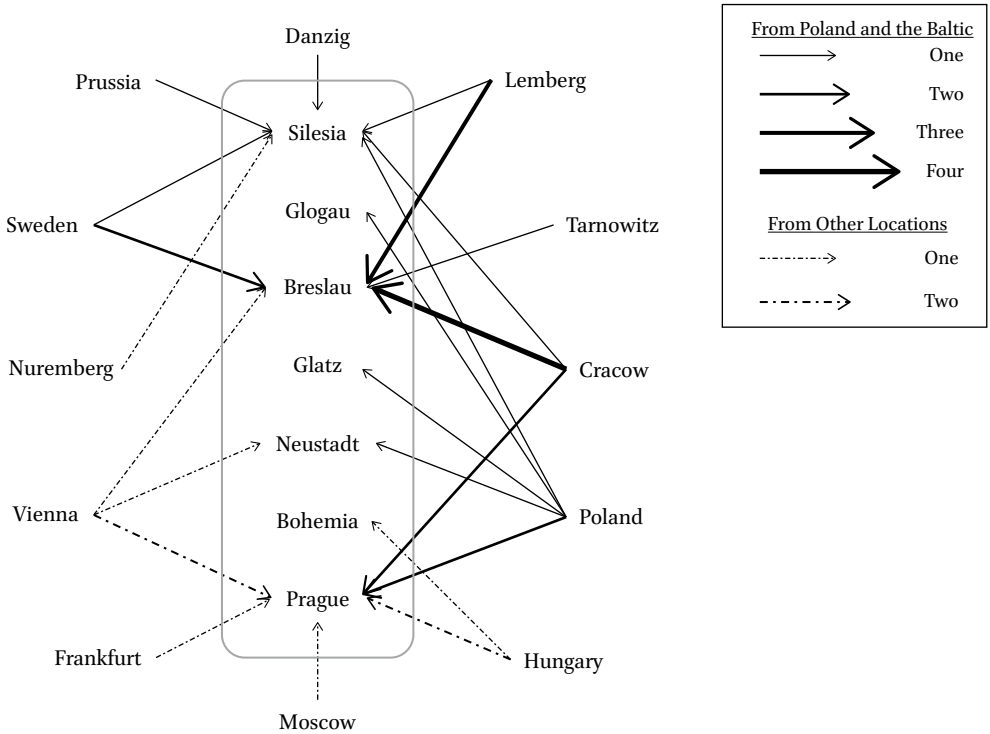 Danzig
Prussia
Lemberg
Silesia
Glogau
Sweden
Tarnowitz
Breslau
Glatz
Nuremberg
Cracow
Neustadt
Vienna
Bohemia
Poland
Prague
Frankfurt
Hungary
Moscow
From Poland and the Baltic
One
Two
Three
Four
From Other Locations
One
Two